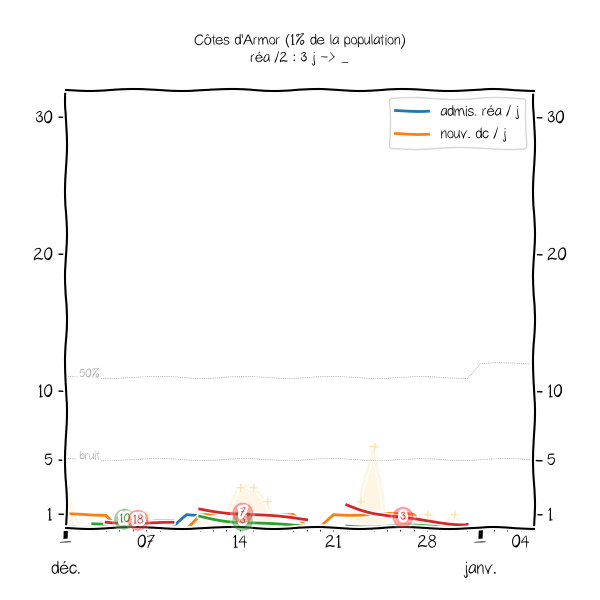 Côtes d'Armor (1% de la population)
réa /2 : 3 j -> _
admis. réa / j
nouv. dc / j
30
30
20
20
50%
10
10
bruit
5
5
1
10
18
7
3
1
07
14
21
28
04
déc.
janv.